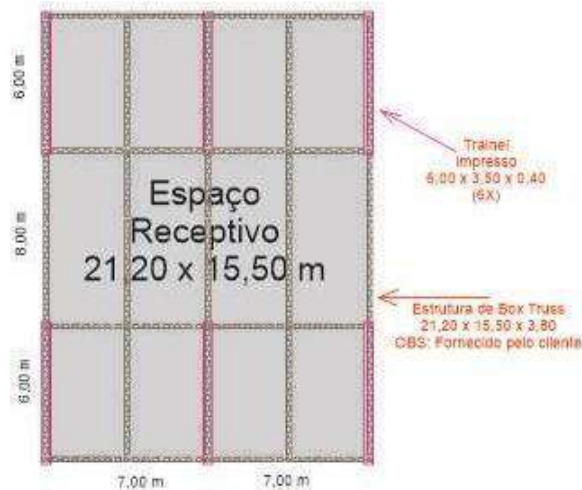 6,00 m
Trainel
Impresso
6,00 x 3,50 x 0,40
(6X)
Espaço
Receptivo
21,20 x 15,50 m
8,00 m
Estrutura de Box Truss
21,20 x 15,50 x 3,80
OBS: Fornecido pelo cliente
6,00 m
7,00 m
7,00 m